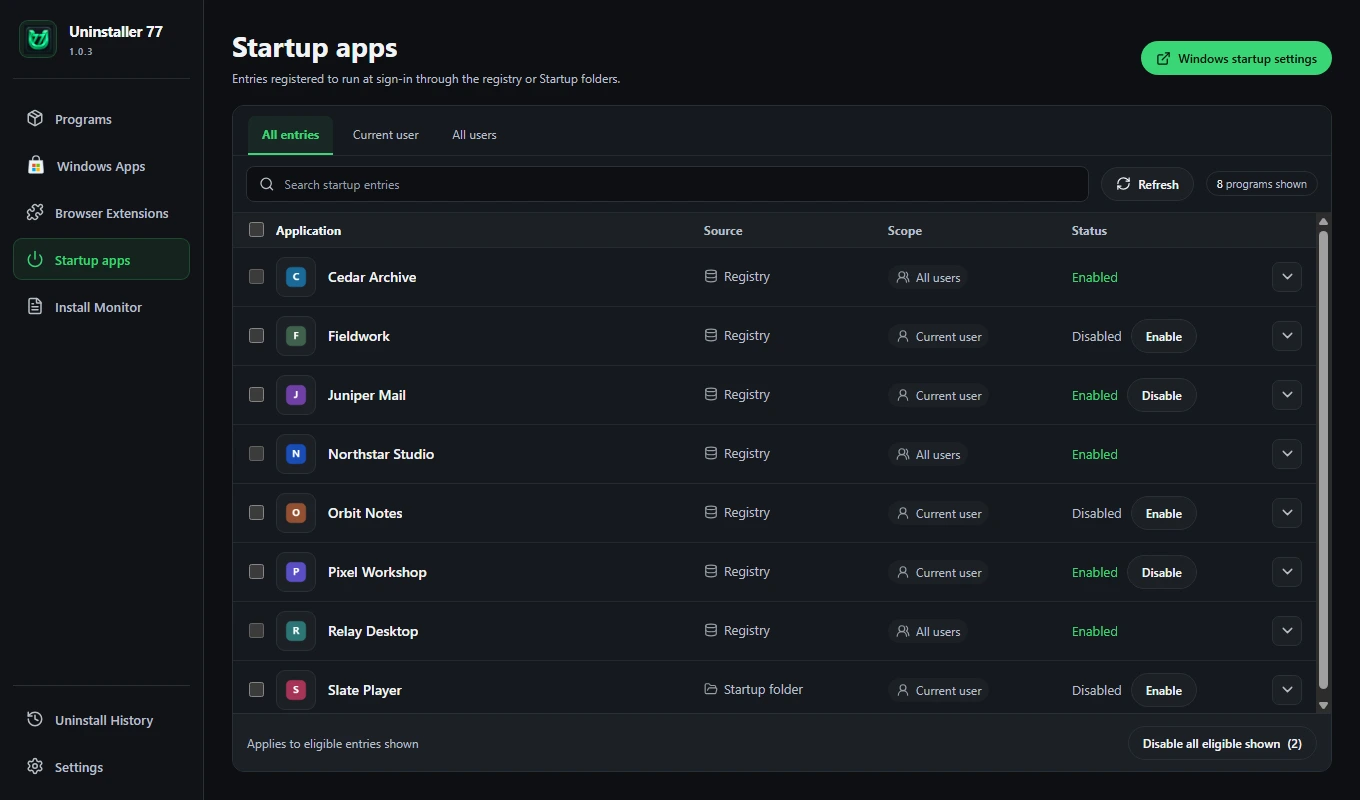 Uninstaller 77
1.0.3
Programs
Windows Apps
Browser Extensions
Startup apps
Install Monitor
Uninstall History
Settings
Startup apps
Entries registered to run at sign-in through the registry or Startup folders.
Windows startup settings
All entries Current user All users
Search startup entries Refresh 8 programs shown
Application Source Scope Status
C Cedar Archive Registry All users Enabled
F Fieldwork Registry Current user Disabled Enable
J Juniper Mail Registry Current user Enabled Disable
N Northstar Studio Registry All users Enabled
O Orbit Notes Registry Current user Disabled Enable
P Pixel Workshop Registry Current user Enabled Disable
R Relay Desktop Registry All users Enabled
S Slate Player Startup folder Current user Disabled Enable
Applies to eligible entries shown Disable all eligible shown (2)